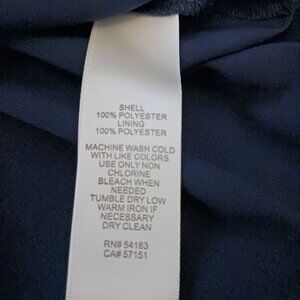 SHELL
100% POLYESTER
LINING
100% POLYESTER
MACHINE WASH COLD
WITH LIKE COLORS
USE ONLY NON
CHLORINE
BLEACH WHEN
NEEDED
TUMBLE DRY LOW
WARM IRON IF
NECESSARY
DRY CLEAN
RN# 54163
CA# 57151